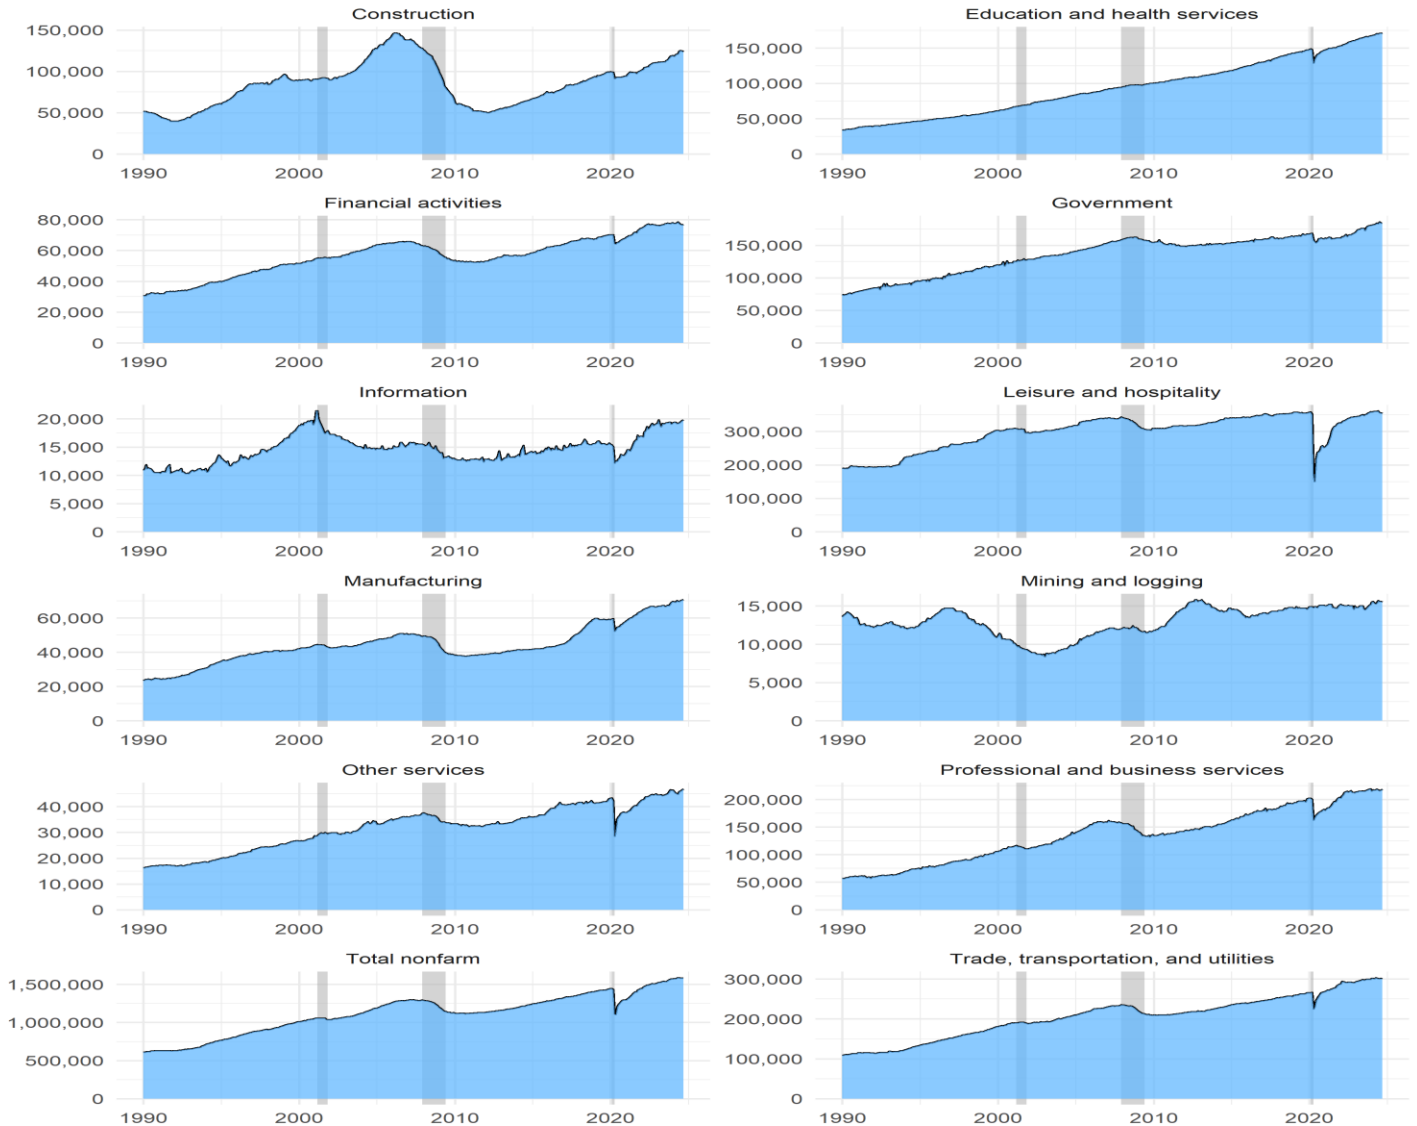 Construction
150,000
100,000
50,000
0
1990 2000 2010 2020
Education and health services
150,000
100,000
50,000
0
1990 2000 2010 2020
Financial activities
80,000
60,000
40,000
20,000
0
1990 2000 2010 2020
Government
150,000
100,000
50,000
0
1990 2000 2010 2020
Information
20,000
15,000
10,000
5,000
0
1990 2000 2010 2020
Leisure and hospitality
300,000
200,000
100,000
0
1990 2000 2010 2020
Manufacturing
60,000
40,000
20,000
0
1990 2000 2010 2020
Mining and logging
15,000
10,000
5,000
0
1990 2000 2010 2020
Other services
40,000
30,000
20,000
10,000
0
1990 2000 2010 2020
Professional and business services
200,000
150,000
100,000
50,000
0
1990 2000 2010 2020
Total nonfarm
1,500,000
1,000,000
500,000
0
1990 2000 2010 2020
Trade, transportation, and utilities
300,000
200,000
100,000
0
1990 2000 2010 2020